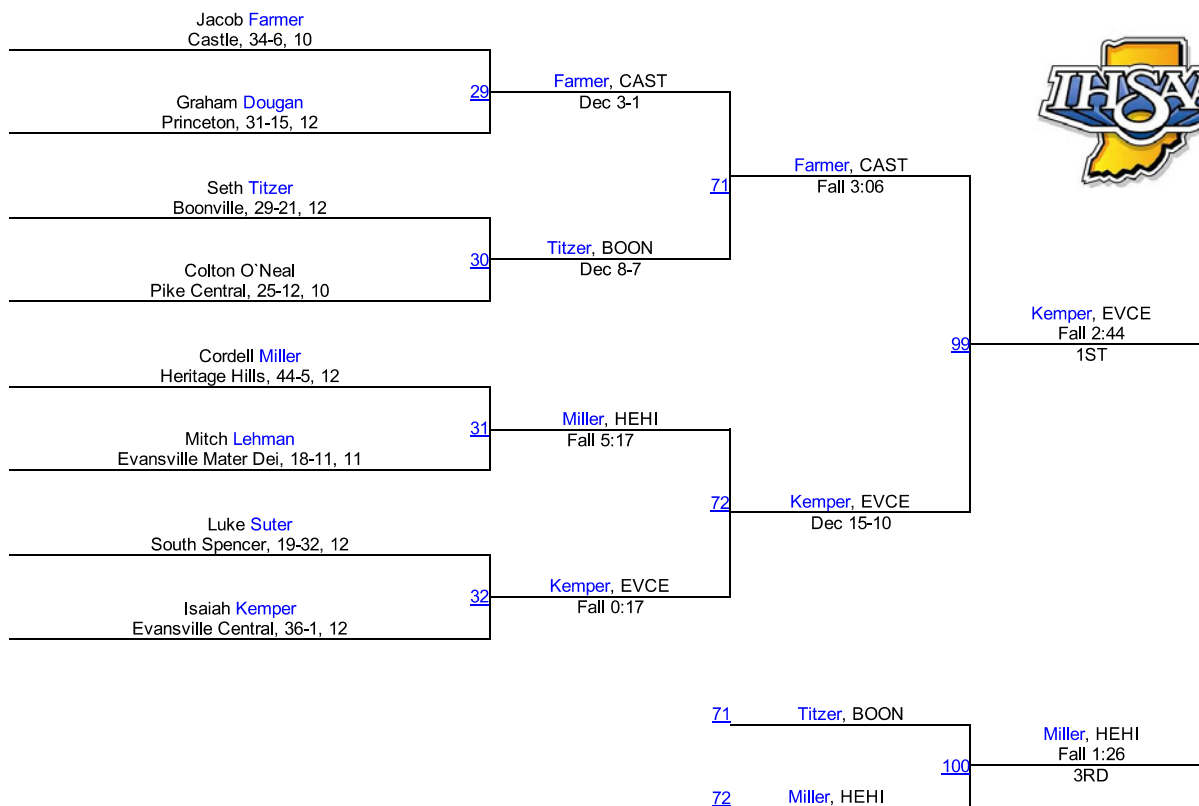 Jacob Farmer
Castle, 34-6, 10
29
Farmer, CAST
Dec 3-1
Graham Dougan
Princeton, 31-15, 12
71
Farmer, CAST
Fall 3:06
Seth Titzer
Boonville, 29-21, 12
30
Titzer, BOON
Dec 8-7
Colton O`Neal
Pike Central, 25-12, 10
99
Kemper, EVCE
Fall 2:44
1ST
Cordell Miller
Heritage Hills, 44-5, 12
31
Miller, HEHI
Fall 5:17
Mitch Lehman
Evansville Mater Dei, 18-11, 11
72
Kemper, EVCE
Dec 15-10
Luke Suter
South Spencer, 19-32, 12
32
Kemper, EVCE
Fall 0:17
Isaiah Kemper
Evansville Central, 36-1, 12
71
Titzer, BOON
100
Miller, HEHI
Fall 1:26
3RD
72
Miller, HEHI
IHSAA